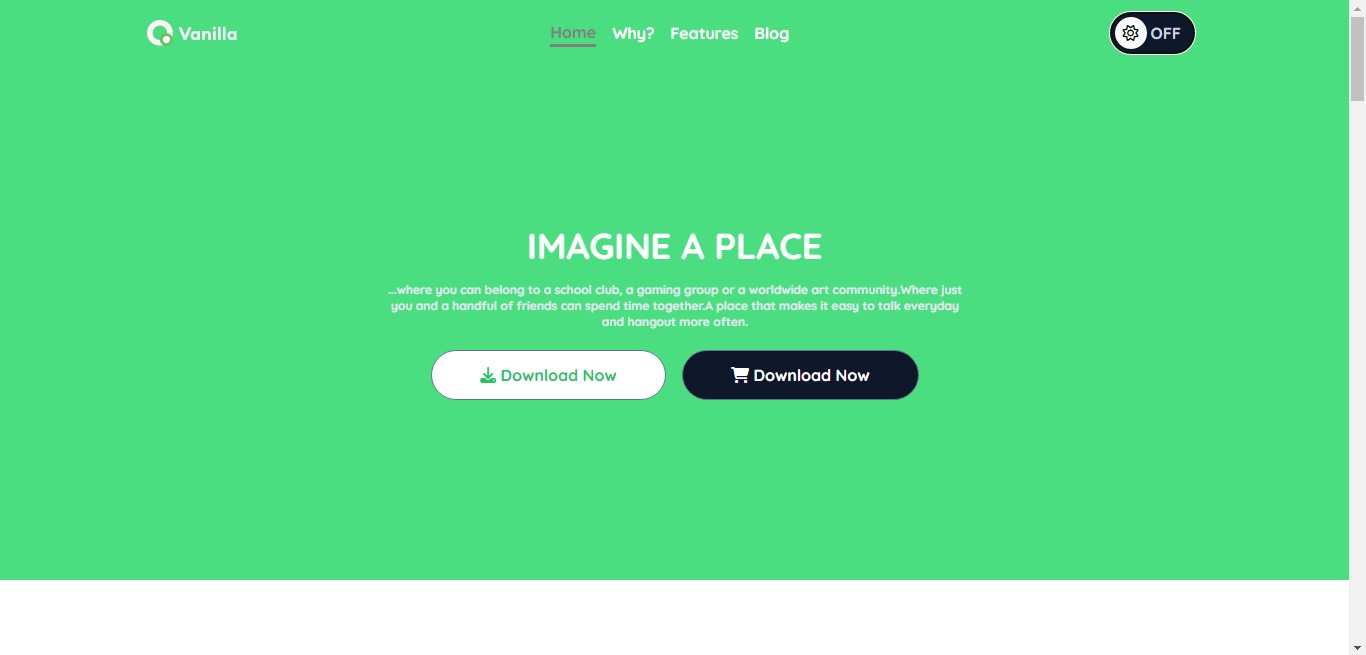 Vanilla
Home Why? Features Blog
OFF
IMAGINE A PLACE
...where you can belong to a school club, a gaming group or a worldwide art community.Where just
you and a handful of friends can spend time together.A place that makes it easy to talk everyday
and hangout more often.
Download Now
Download Now